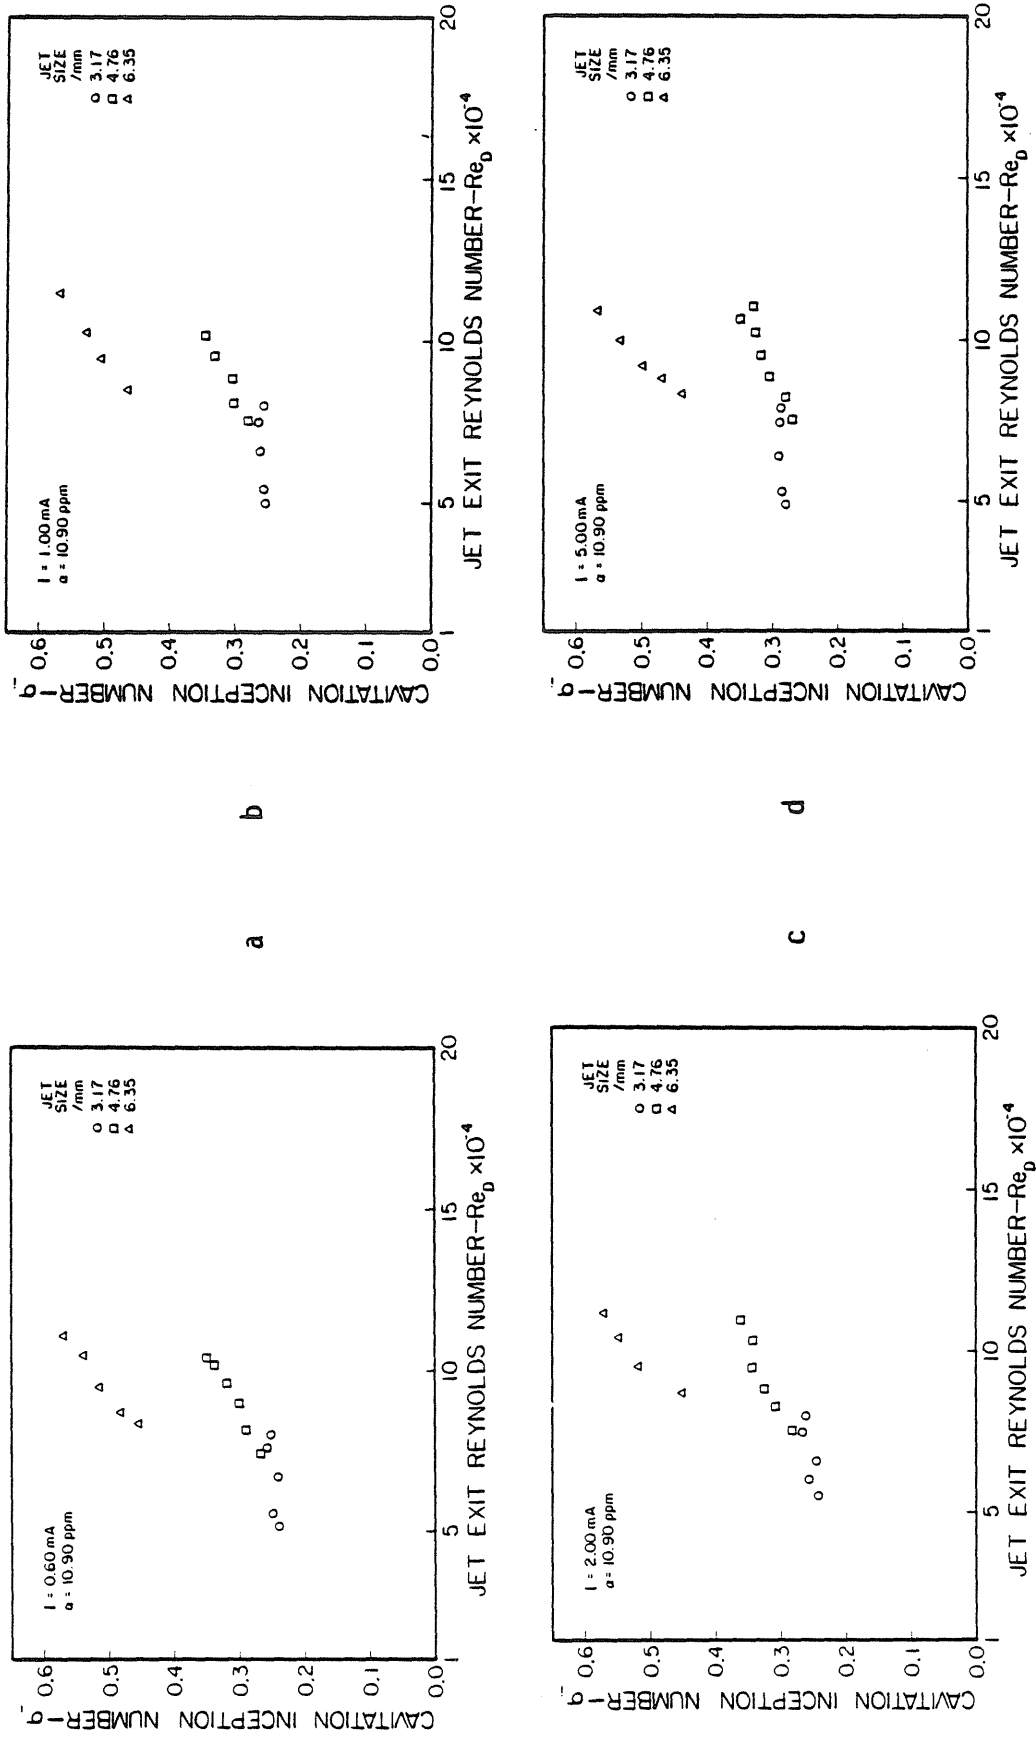 CAVITATION INCEPTION NUMBER–σᵢ
0.6
0.5
0.4
0.3
0.2
0.1
0.0
I = 0.60 mA
α = 10.90 ppm
JET
SIZE
/mm
○ 3.17
□ 4.76
△ 6.35
1 5 10 15 20
JET EXIT REYNOLDS NUMBER–Re_D ×10⁻⁴
a
CAVITATION INCEPTION NUMBER–σᵢ
0.6
0.5
0.4
0.3
0.2
0.1
0.0
I = 1.00 mA
α = 10.90 ppm
JET
SIZE
/mm
○ 3.17
□ 4.76
△ 6.35
1 5 10 15 20
JET EXIT REYNOLDS NUMBER–Re_D ×10⁻⁴
b
CAVITATION INCEPTION NUMBER–σᵢ
0.6
0.5
0.4
0.3
0.2
0.1
0.0
I = 2.00 mA
α = 10.90 ppm
JET
SIZE
/mm
○ 3.17
□ 4.76
△ 6.35
1 5 10 15 20
JET EXIT REYNOLDS NUMBER–Re_D ×10⁻⁴
c
CAVITATION INCEPTION NUMBER–σᵢ
0.6
0.5
0.4
0.3
0.2
0.1
0.0
I = 5.00 mA
α = 10.90 ppm
JET
SIZE
/mm
○ 3.17
□ 4.76
△ 6.35
1 5 10 15 20
JET EXIT REYNOLDS NUMBER–Re_D ×10⁻⁴
d